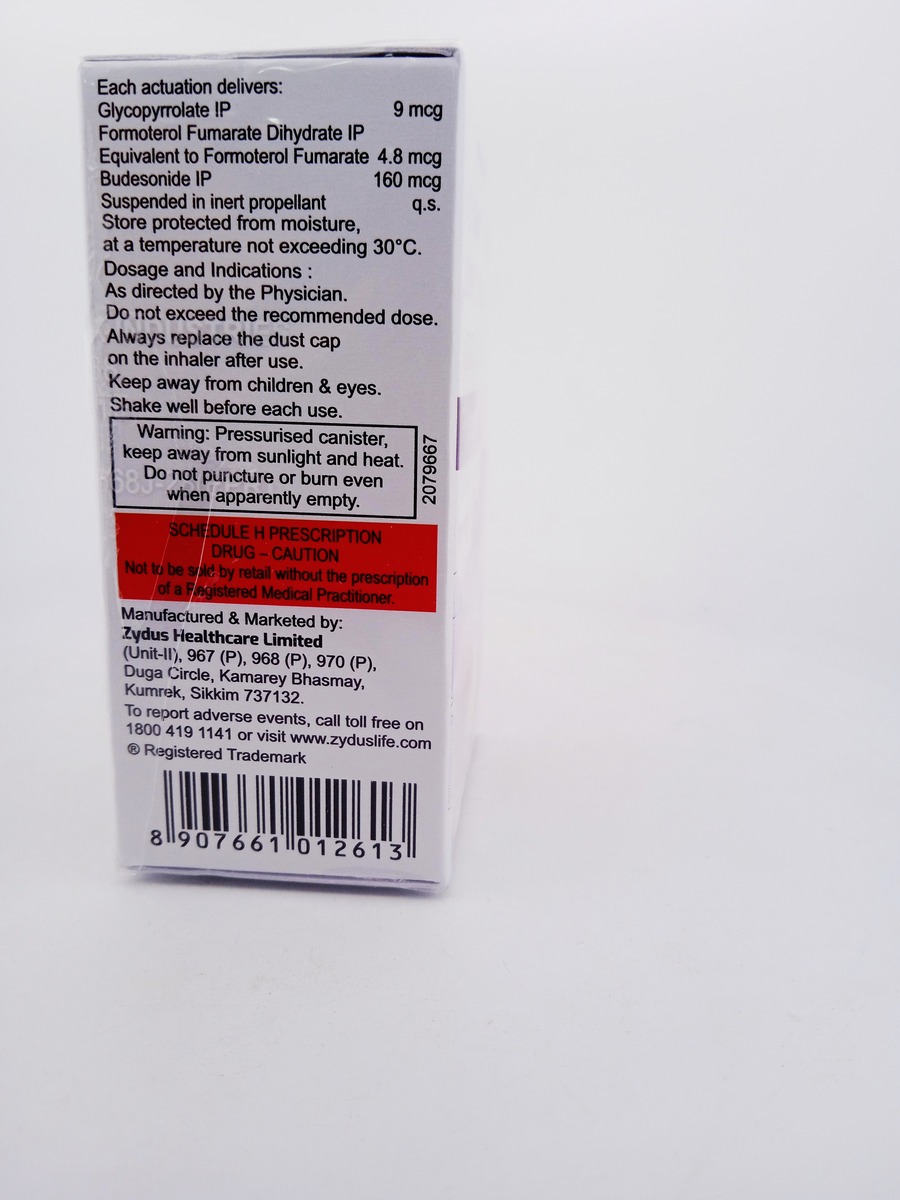 Each actuation delivers:
Glycopyrrolate IP 9 mcg
Formoterol Fumarate Dihydrate IP
Equivalent to Formoterol Fumarate 4.8 mcg
Budesonide IP 160 mcg
Suspended in inert propellant q.s.
Store protected from moisture,
at a temperature not exceeding 30°C.
Dosage and Indications :
As directed by the Physician.
Do not exceed the recommended dose.
Always replace the dust cap
on the inhaler after use.
Keep away from children & eyes.
Shake well before each use.
Warning: Pressurised canister,
keep away from sunlight and heat.
Do not puncture or burn even
when apparently empty.
2079667
SCHEDULE H PRESCRIPTION
DRUG – CAUTION
Not to be sold by retail without the prescription
of a Registered Medical Practitioner.
Manufactured & Marketed by:
Zydus Healthcare Limited
(Unit-II), 967 (P), 968 (P), 970 (P),
Duga Circle, Kamarey Bhasmay,
Kumrek, Sikkim 737132.
To report adverse events, call toll free on
1800 419 1141 or visit www.zyduslife.com
® Registered Trademark
8 907661 012613